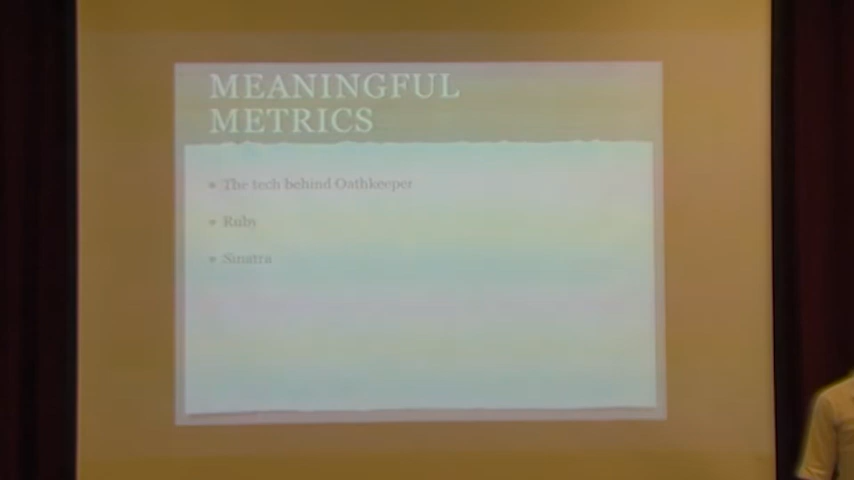 MEANINGFUL
METRICS
• The tech behind Oathkeeper
• Ruby
• Sinatra